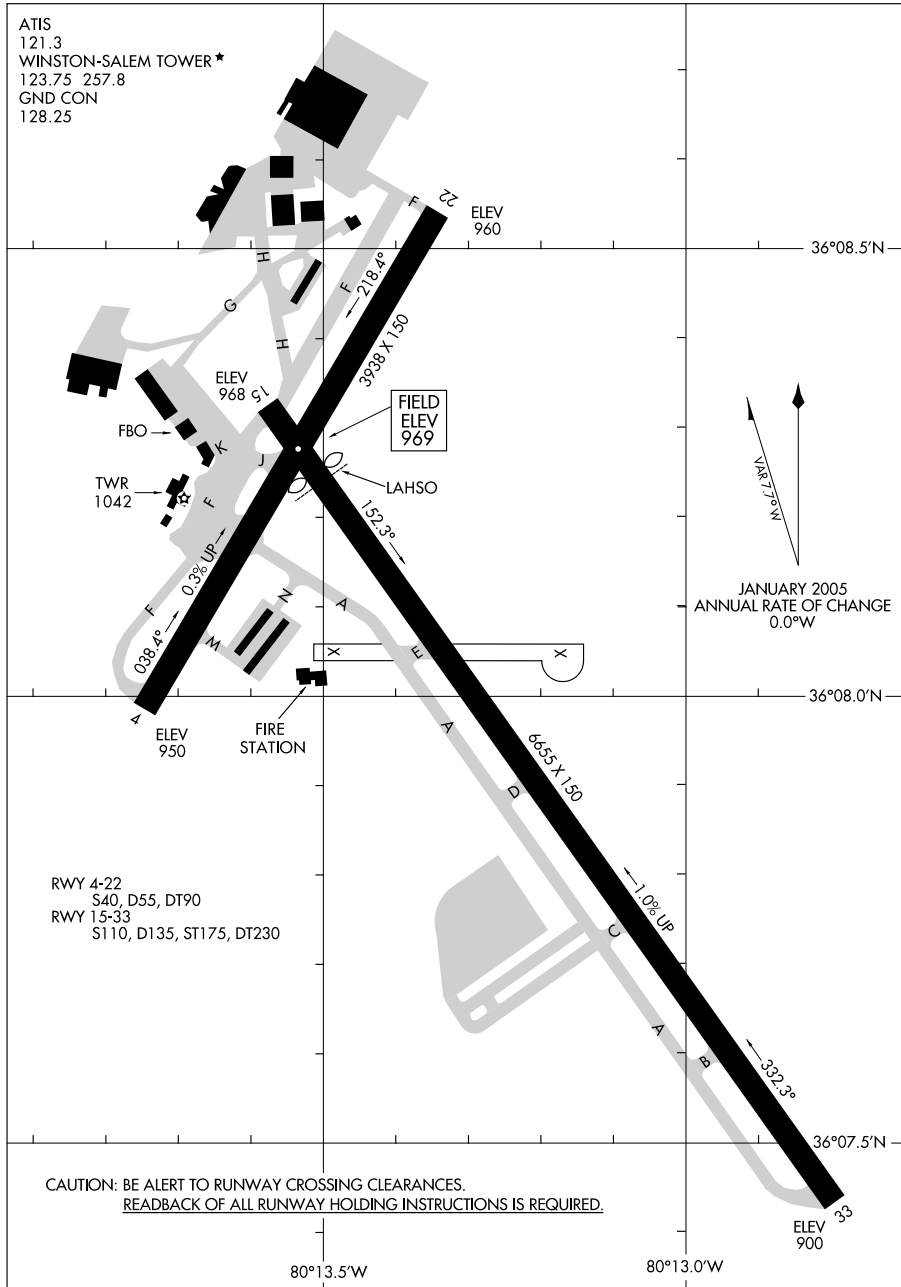 ATIS
121.3
WINSTON-SALEM TOWER ★
123.75 257.8
GND CON
128.25
F
22
ELEV
960
36°08.5'N
H
F
218.4°
G
3938 X 150
H
ELEV
968
15
FIELD
ELEV
969
FBO
K
J
LAHSO
TWR
1042
F
152.3°
VAR 7.7° W
0.3% UP
JANUARY 2005
ANNUAL RATE OF CHANGE
0.0°W
N
A
F
038.4°
M
E
X
X
36°08.0'N
4
ELEV
950
FIRE
STATION
A
6655 X 150
D
RWY 4-22
S40, D55, DT90
RWY 15-33
S110, D135, ST175, DT230
1.0% UP
C
A
B
332.3°
36°07.5'N
CAUTION: BE ALERT TO RUNWAY CROSSING CLEARANCES.
READBACK OF ALL RUNWAY HOLDING INSTRUCTIONS IS REQUIRED.
33
ELEV
900
80°13.5'W
80°13.0'W